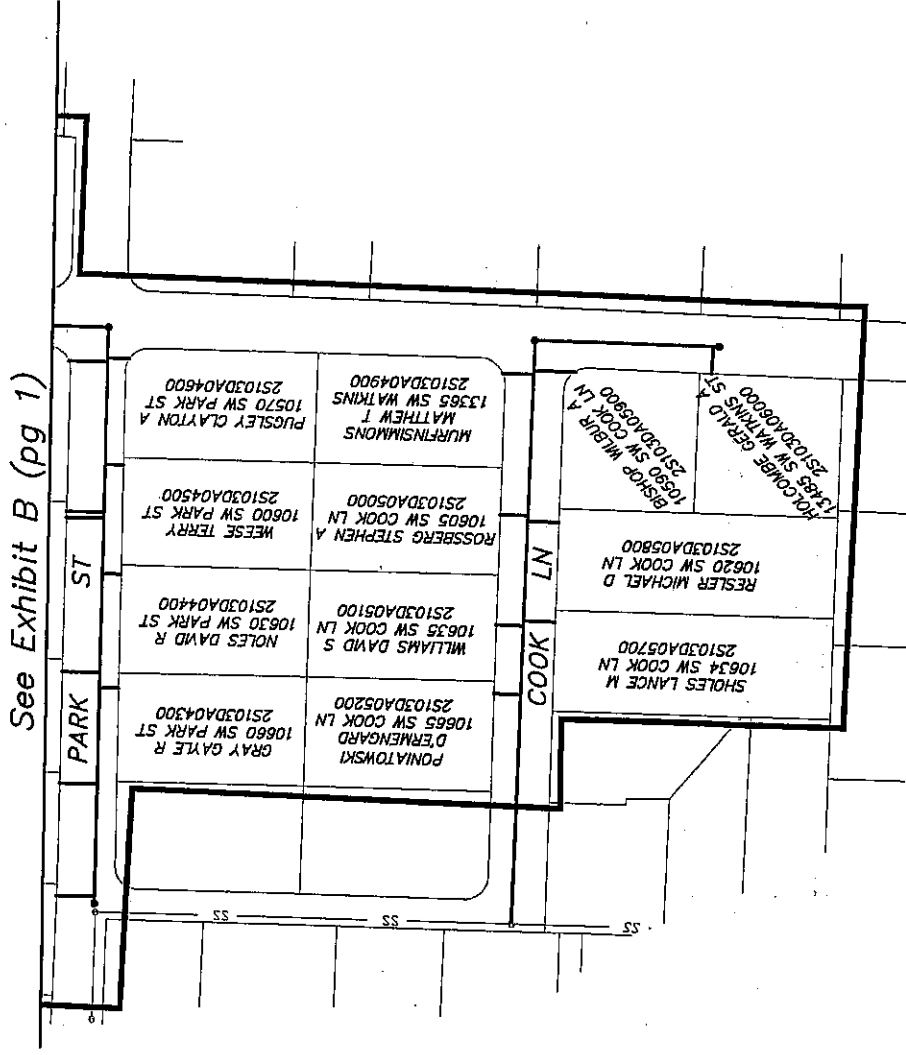 See Exhibit B (pg 1)
PARK
ST
GRAY GAYLE R
10660 SW PARK ST
2S103DA04300
NOLES DAVID R
10630 SW PARK ST
2S103DA04400
WEESE TERRY
10600 SW PARK ST
2S103DA04500
PUGSLEY CLAYTON A
10570 SW PARK ST
2S103DA04600
PONIATOWSKI
D'ERMENGARD
10665 SW COOK LN
2S103DA05200
WILLIAMS DAVID S
10635 SW COOK LN
2S103DA05100
ROSSBERG STEPHEN A
10605 SW COOK LN
2S103DA05000
MURFINSIMMONS
MATTHEW T
13365 SW WATKINS
2S103DA04900
COOK
LN
SHOLES LANCE M
10634 SW COOK LN
2S103DA05700
RESLER MICHAEL D
10620 SW COOK LN
2S103DA05800
BISHOP WILBUR A
10590 SW COOK LN
2S103DA05900
HOLCOMBE GERALD A
13485 SW WATKINS ST
2S103DA06000
SS
SS
SS